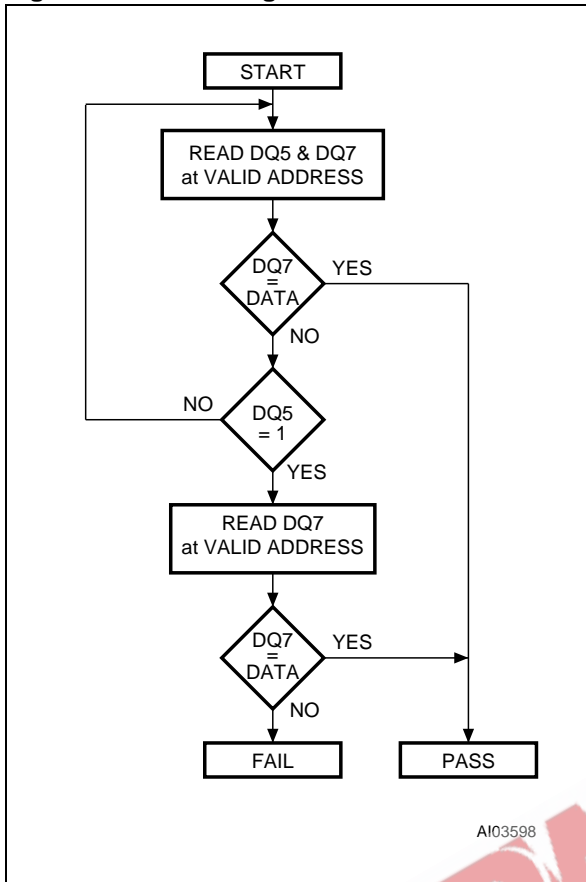 START
READ DQ5 & DQ7
at VALID ADDRESS
DQ7
=
DATA
YES
NO
DQ5
= 1
NO
YES
READ DQ7
at VALID ADDRESS
DQ7
=
DATA
YES
NO
FAIL
PASS
AI03598